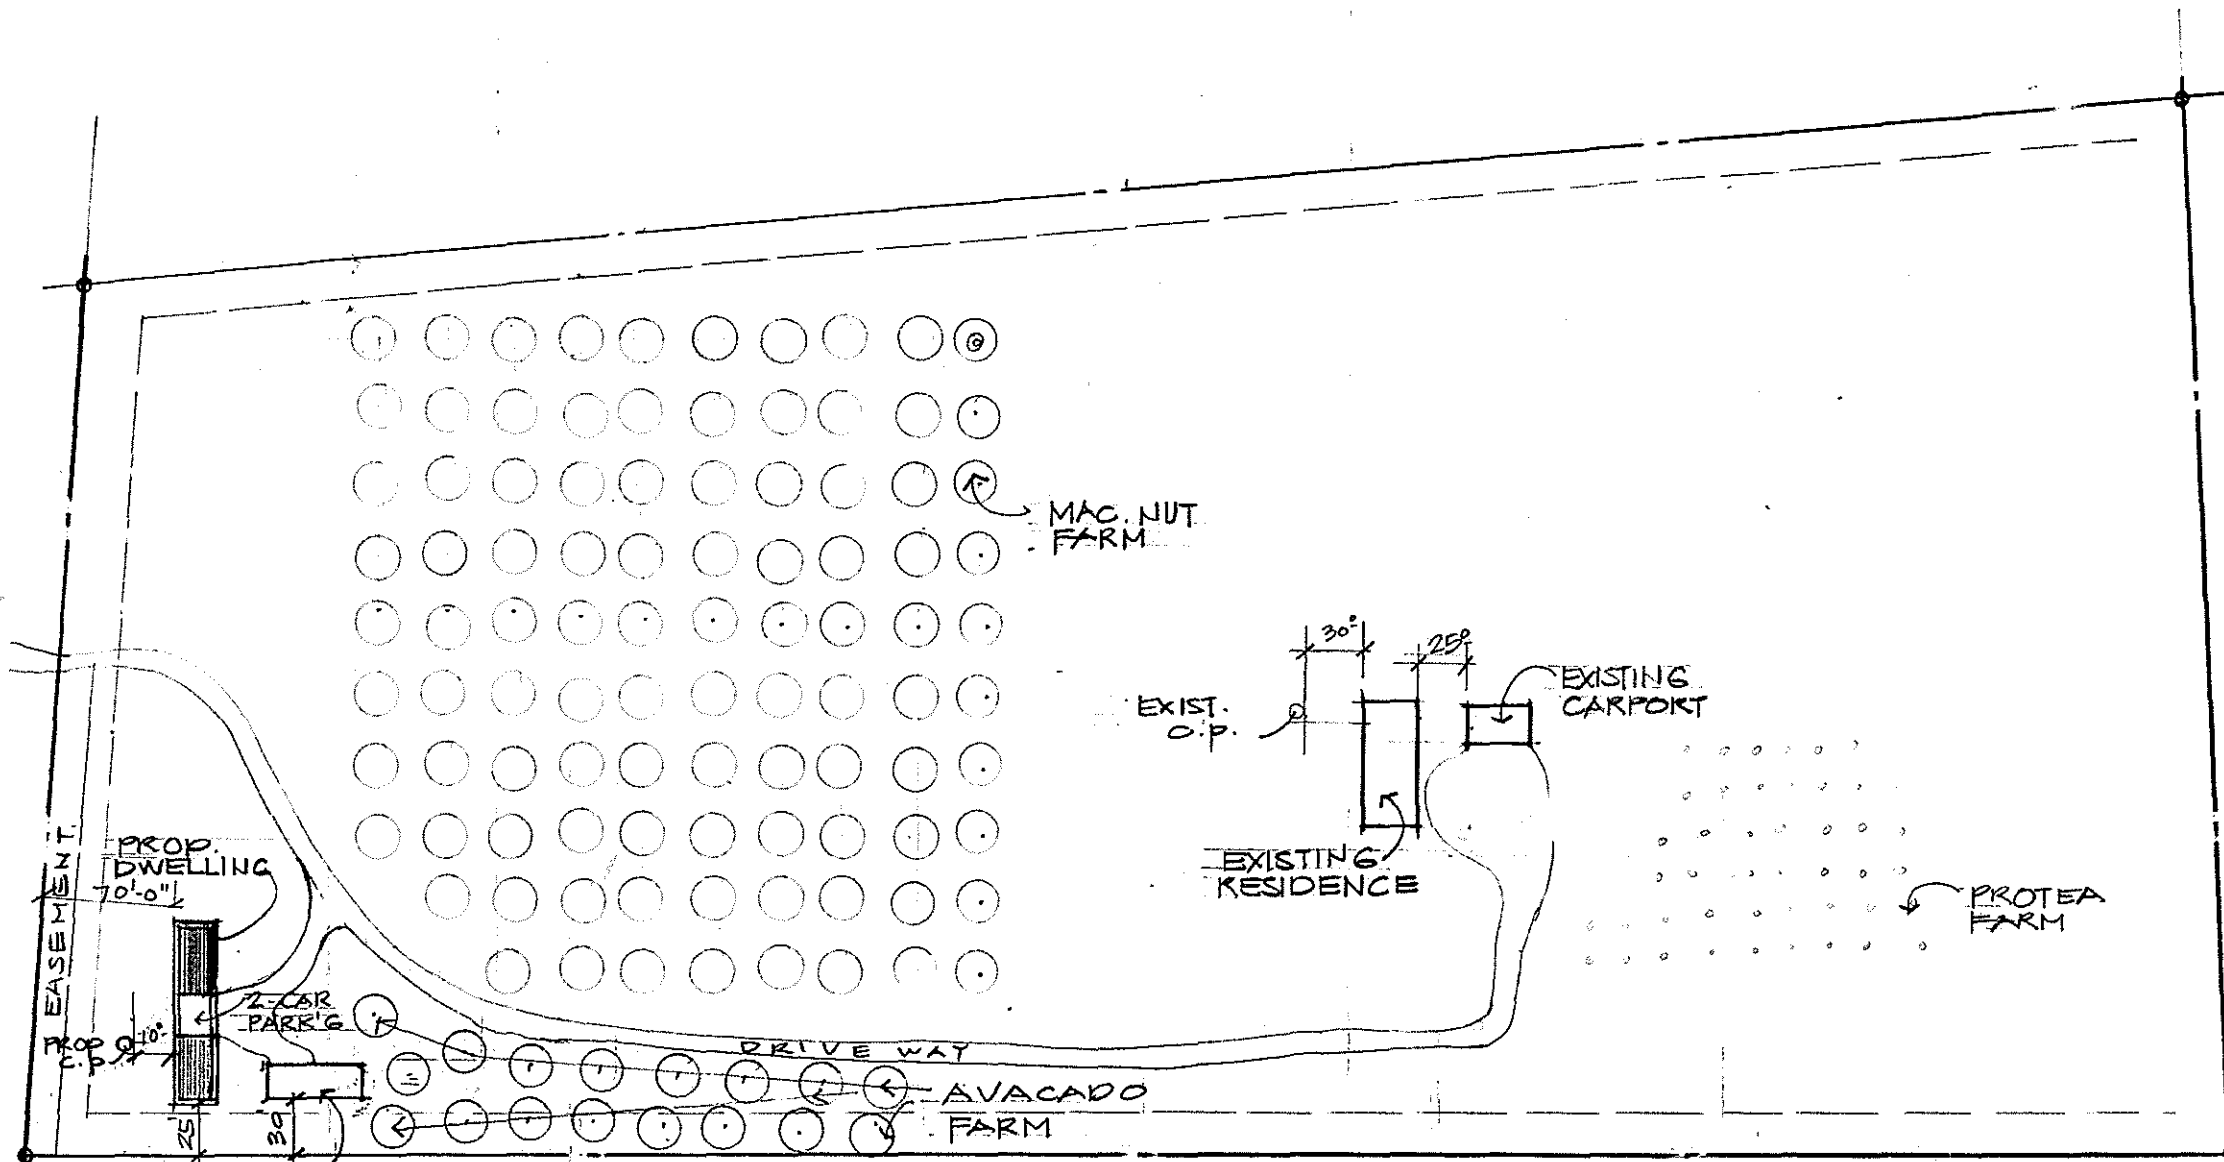 MAC. NUT
FARM
30°
25°
EXISTING
CARPORT
EXIST.
C.P.
EXISTING
RESIDENCE
PROTEA
FARM
EASEMENT.
PROP.
DWELLING
70'-0"
2-CAR
PARK'G
PROP
C.P.
10°
DRIVE WAY
AVACADO
FARM
25'
30'